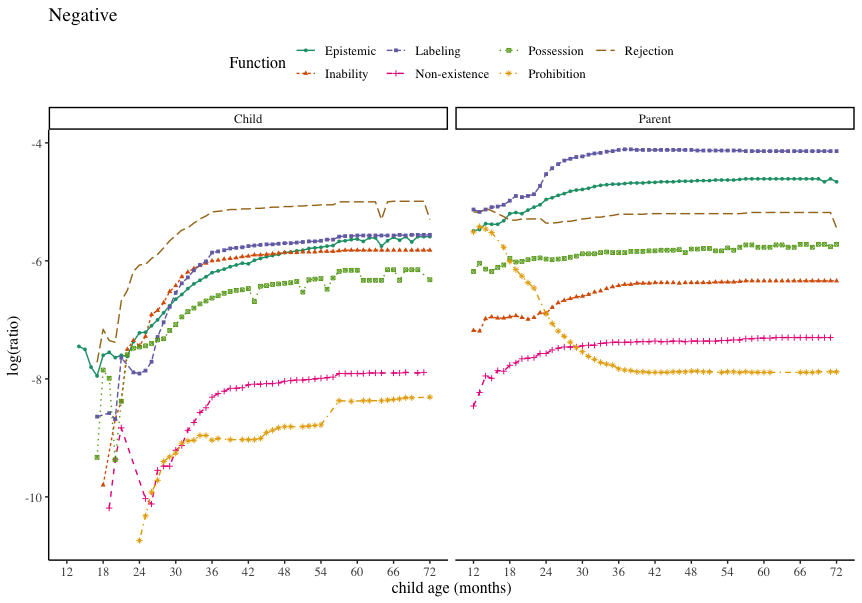 Negative
Function
Epistemic Labeling Possession Rejection
Inability Non-existence Prohibition
Child Parent
-4
-6
-8
-10
log(ratio)
12 18 24 30 36 42 48 54 60 66 72 12 18 24 30 36 42 48 54 60 66 72
child age (months)